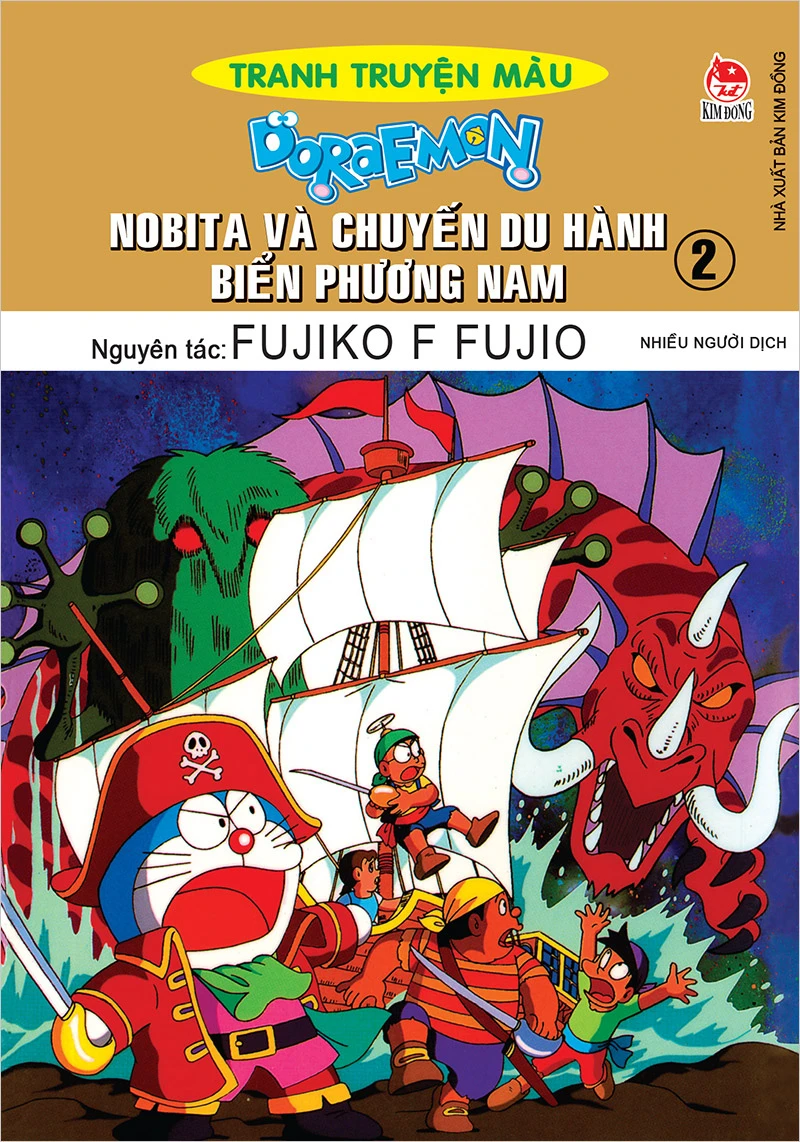 TRANH TRUYỆN MÀU
KIM ĐỒNG
NHÀ XUẤT BẢN KIM ĐỒNG
DORAEMON
NOBITA VÀ CHUYẾN DU HÀNH
BIỂN PHƯƠNG NAM
2
Nguyên tác: FUJIKO F FUJIO
NHIỀU NGƯỜI DỊCH